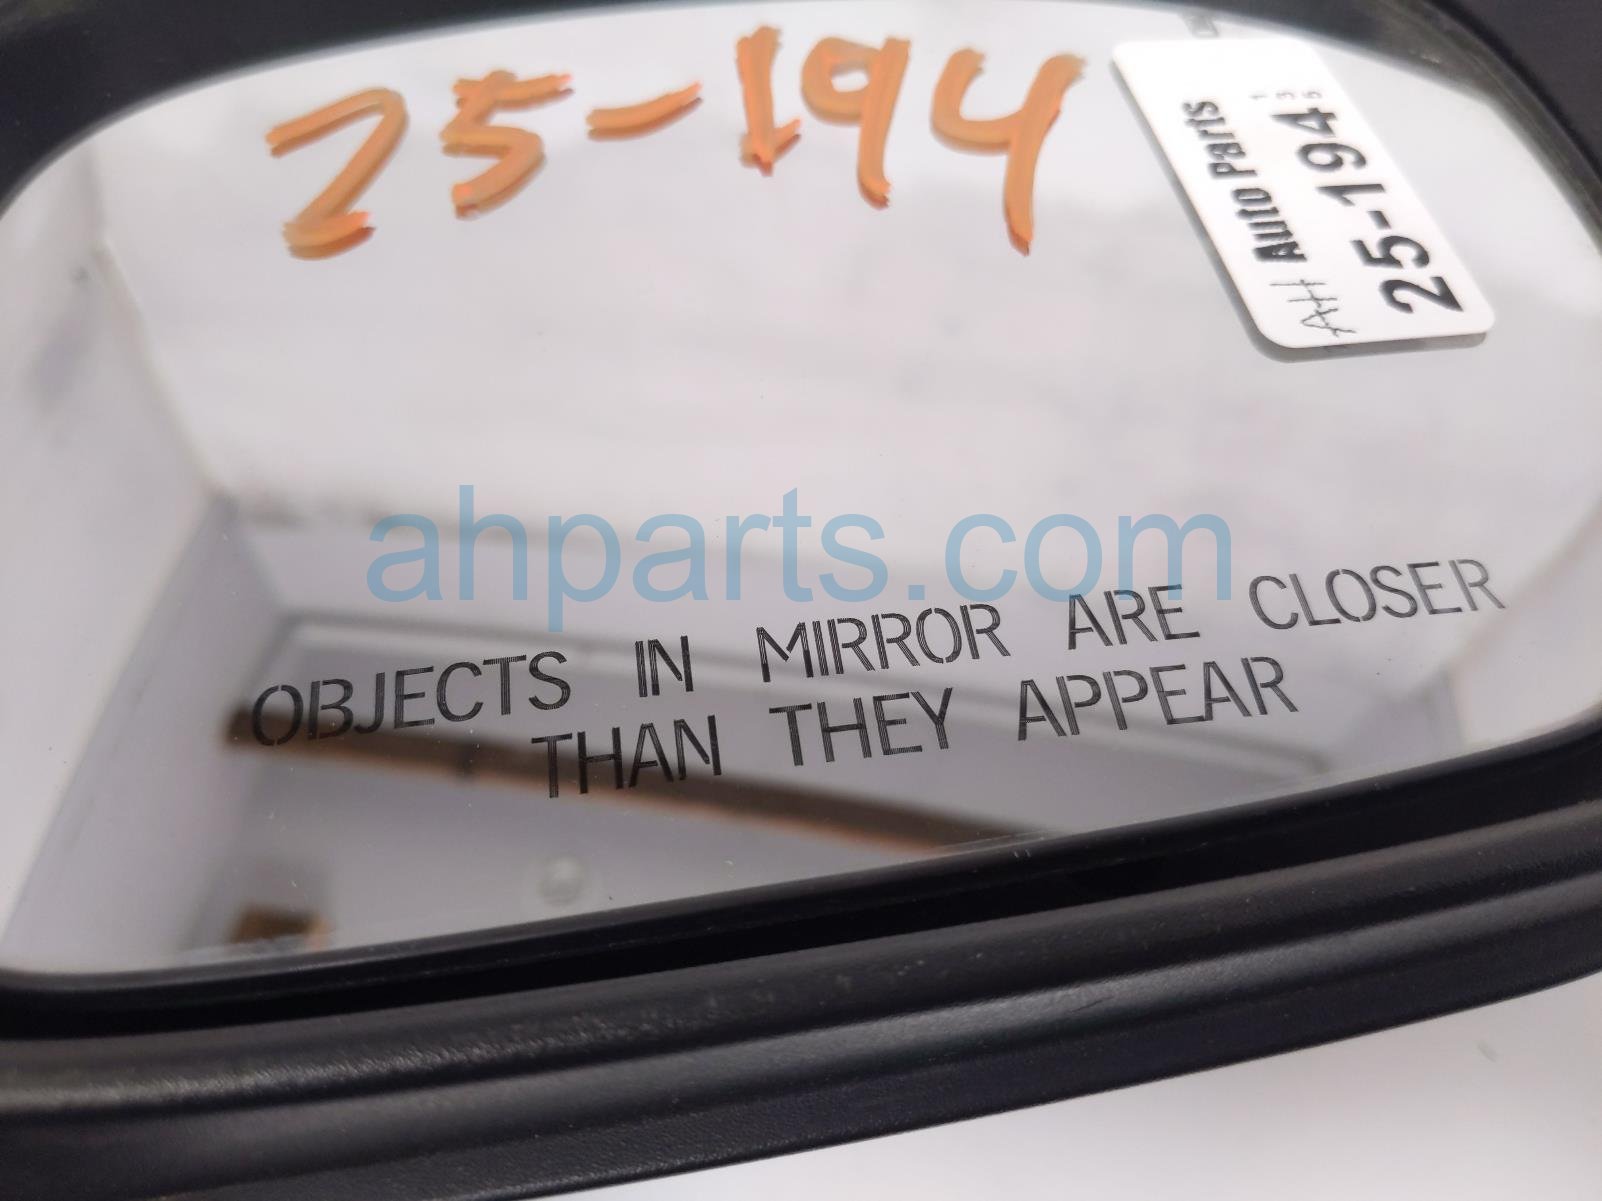 25-194
AH Auto Parts
25-194
ahparts.com
OBJECTS IN MIRROR ARE CLOSER
THAN THEY APPEAR